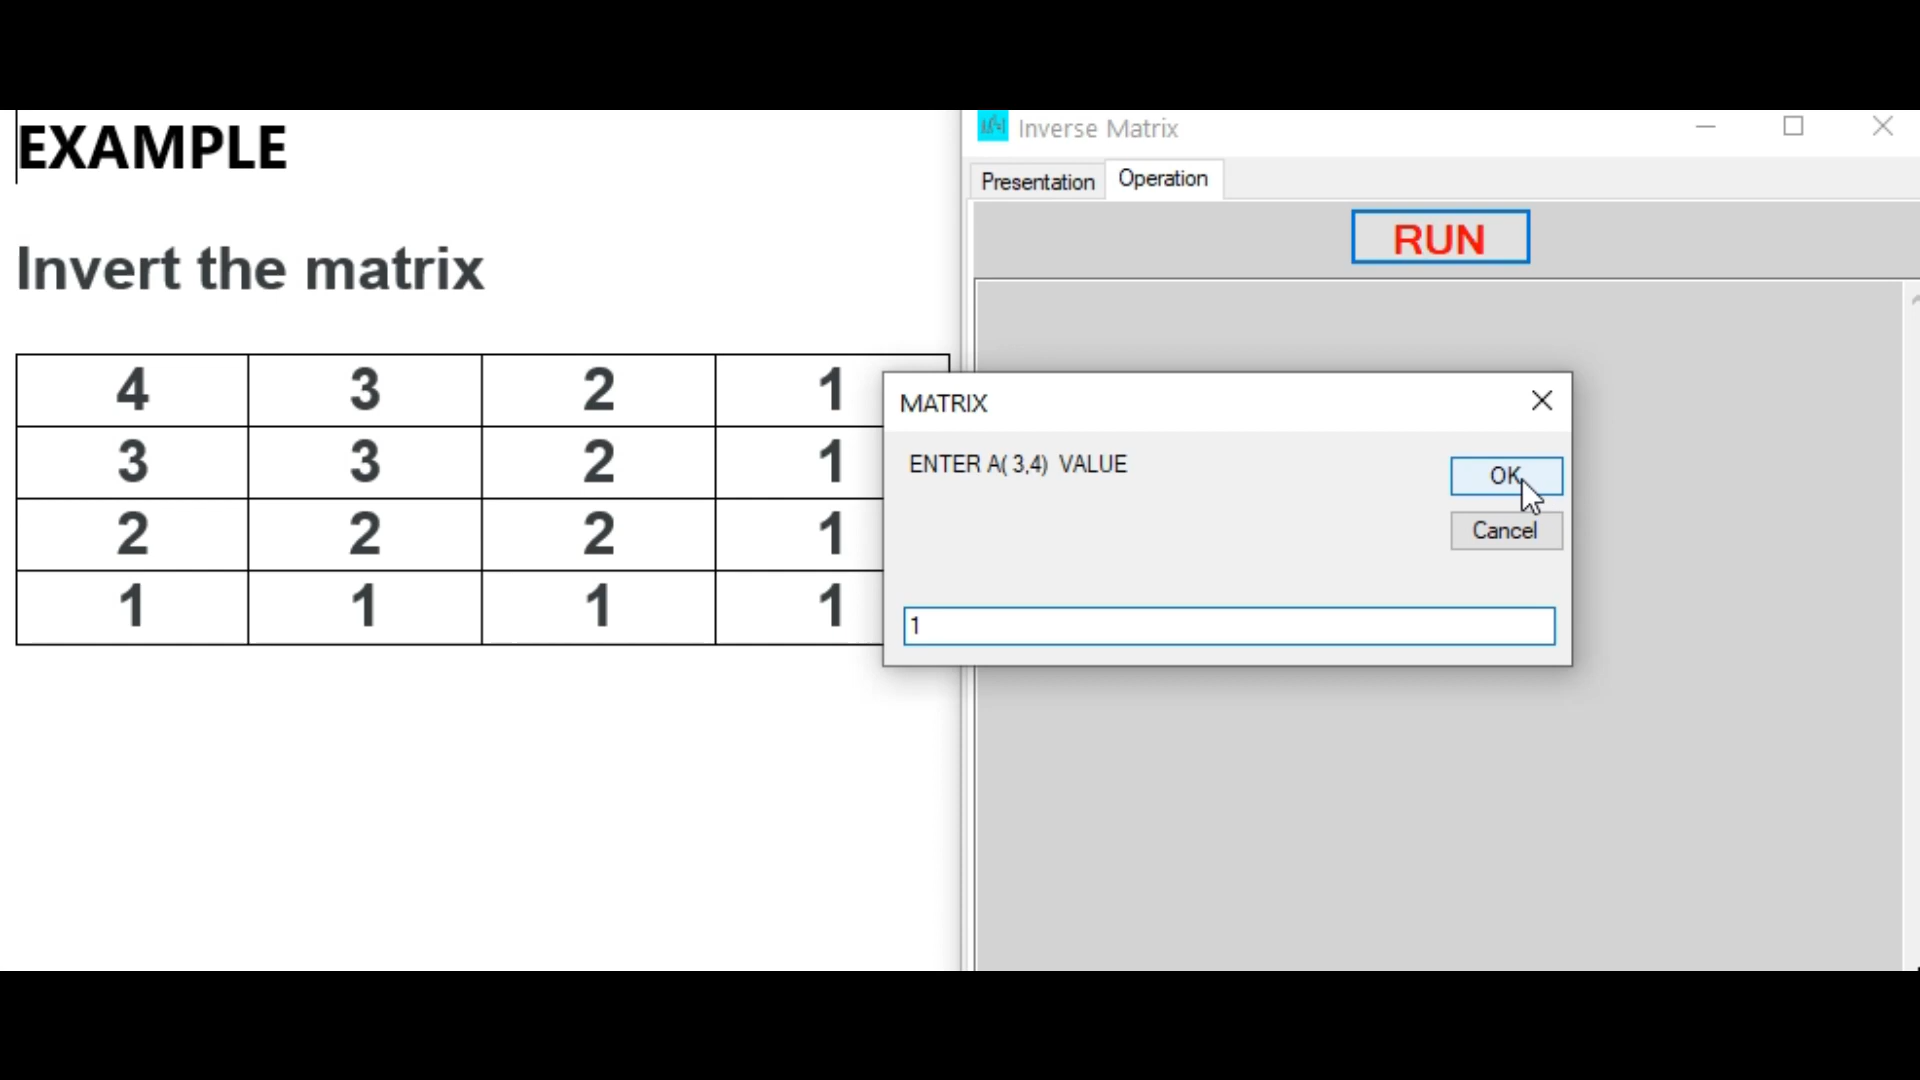 EXAMPLE
Invert the matrix
4 3 2 1
3 3 2 1
2 2 2 1
1 1 1 1
Inverse Matrix
Presentation Operation
RUN
MATRIX
ENTER A( 3,4) VALUE
OK
Cancel
1